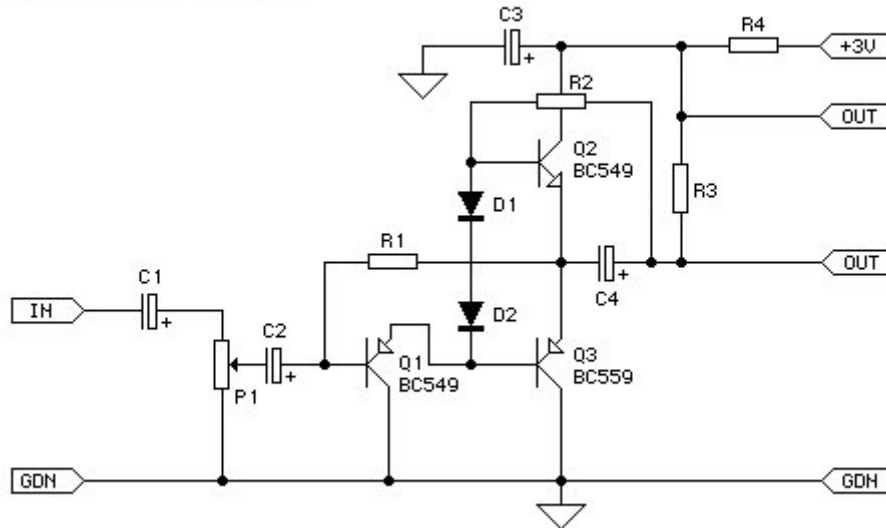 C3
R4
+3V
R2
OUT
Q2
BC549
D1
R3
R1
OUT
C1
C4
IN
C2
D2
P1
Q1
BC549
Q3
BC559
GDN
GDN
+
+
+
+